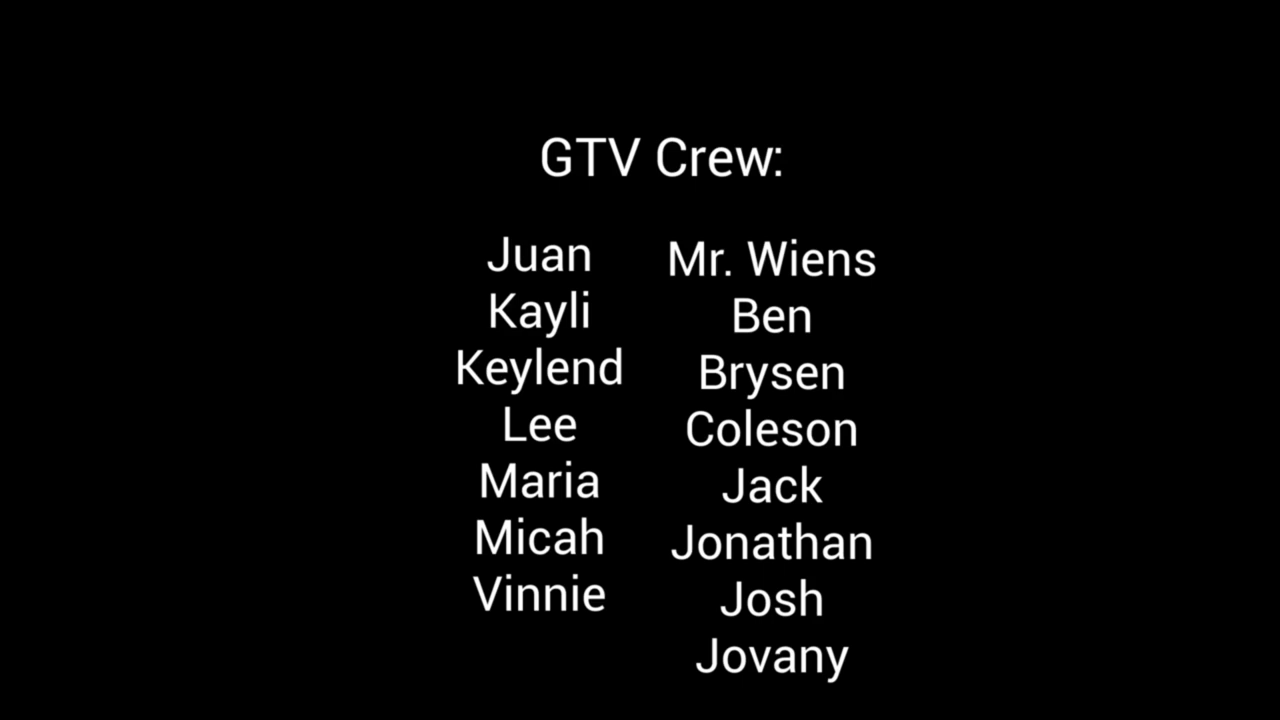 GTV Crew:
Juan
Kayli
Keylend
Lee
Maria
Micah
Vinnie
Mr. Wiens
Ben
Brysen
Coleson
Jack
Jonathan
Josh
Jovany